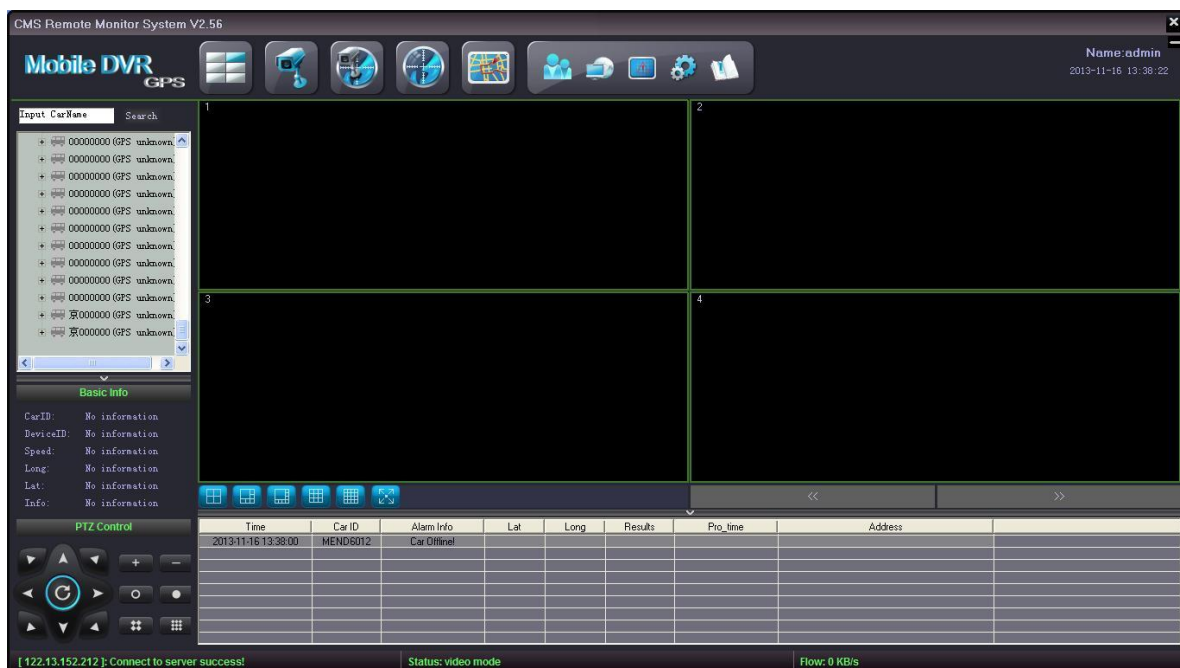 CMS Remote Monitor System V2.56
Mobile DVR
GPS
Name:admin
2013-11-16 13:38:22
Input CarName Search
00000000 (GPS unknown)
00000000 (GPS unknown)
00000000 (GPS unknown)
00000000 (GPS unknown)
00000000 (GPS unknown)
00000000 (GPS unknown)
00000000 (GPS unknown)
00000000 (GPS unknown)
00000000 (GPS unknown)
00000000 (GPS unknown)
京000000 (GPS unknown)
京000000 (GPS unknown)
1
2
3
4
Basic Info
CarID: No information
DeviceID: No information
Speed: No information
Long: No information
Lat: No information
Info: No information
PTZ Control
<< >>
Time Car ID Alarm Info Lat Long Results Pro_time Address
2013-11-16 13:38:00 MEND6012 Car Offline!
[ 122.13.152.212 ]: Connect to server success! Status: video mode Flow: 0 KB/s